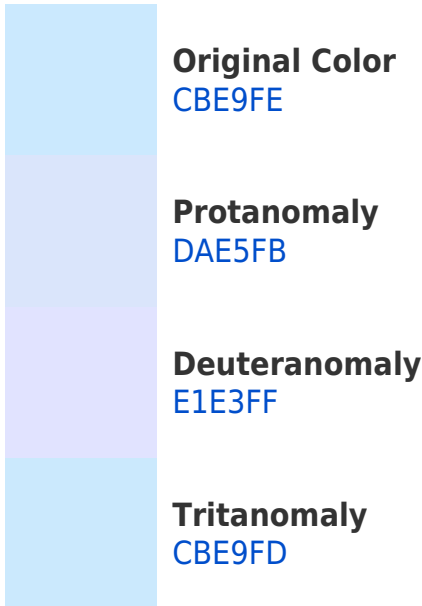 Original Color
CBE9FE
Protanomaly
DAE5FB
Deuteranomaly
E1E3FF
Tritanomaly
CBE9FD